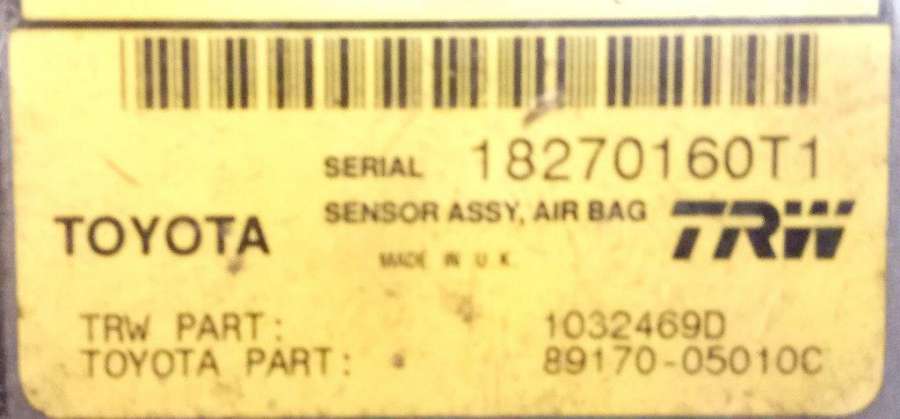 SERIAL 18270160T1
SENSOR ASSY, AIR BAG
TOYOTA
TRW
MADE IN U K
TRW PART: 1032469D
TOYOTA PART: 89170-05010C